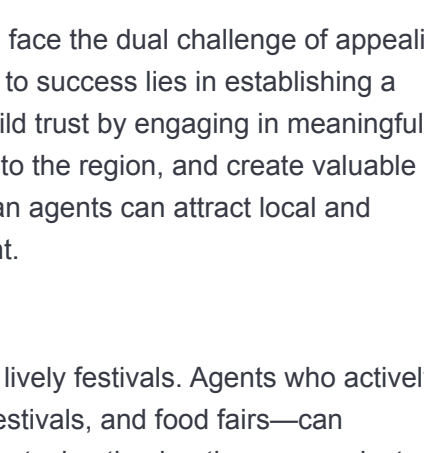 face the dual challenge of appeali
to success lies in establishing a
ild trust by engaging in meaningful
to the region, and create valuable
an agents can attract local and
nt.
lively festivals. Agents who actively
estivals, and food fairs—can